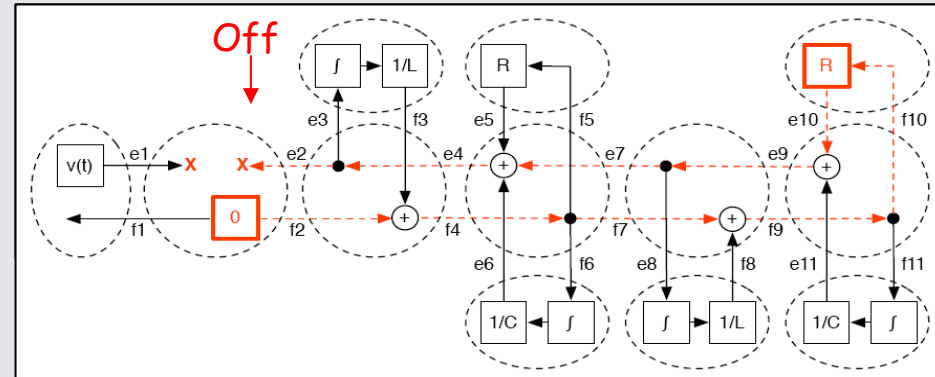 Off
∫ 1/L R R
e3 f3 e5 f5 e10 f10
v(t) e1 x x e2 e4 e7 e9
0
f1 f2 + f4 + f7 + f9 +
e6 f6 e8 f8 e11 f11
1/C ∫ ∫ 1/L 1/C ∫